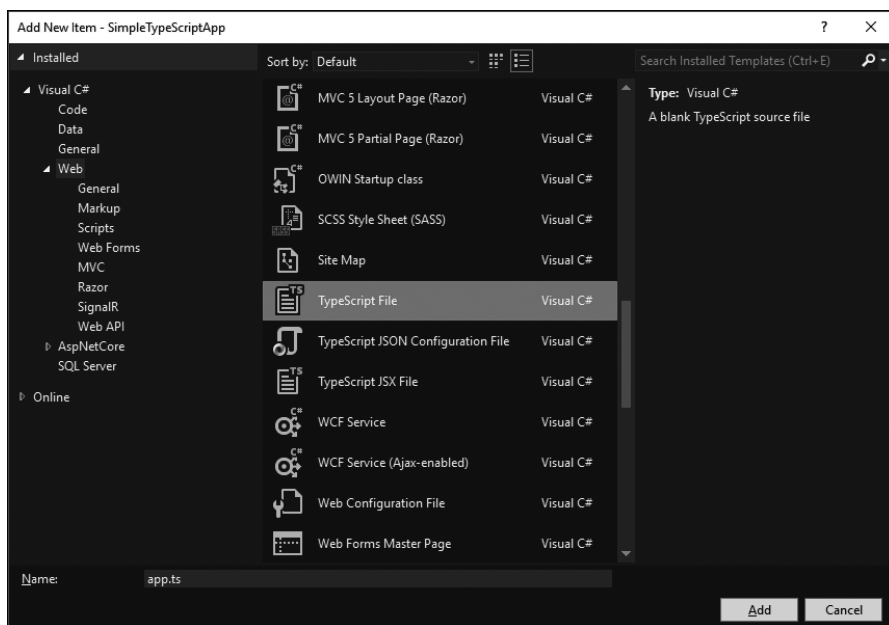 Add New Item - SimpleTypeScriptApp
? ×
Installed
Sort by: Default
Search Installed Templates (Ctrl+E)
Visual C#
Code
Data
General
Web
General
Markup
Scripts
Web Forms
MVC
Razor
SignalR
Web API
AspNetCore
SQL Server
Online
MVC 5 Layout Page (Razor) Visual C#
MVC 5 Partial Page (Razor) Visual C#
OWIN Startup class Visual C#
SCSS Style Sheet (SASS) Visual C#
Site Map Visual C#
TypeScript File Visual C#
TypeScript JSON Configuration File Visual C#
TypeScript JSX File Visual C#
WCF Service Visual C#
WCF Service (Ajax-enabled) Visual C#
Web Configuration File Visual C#
Web Forms Master Page Visual C#
Type: Visual C#
A blank TypeScript source file
Name: app.ts
Add Cancel